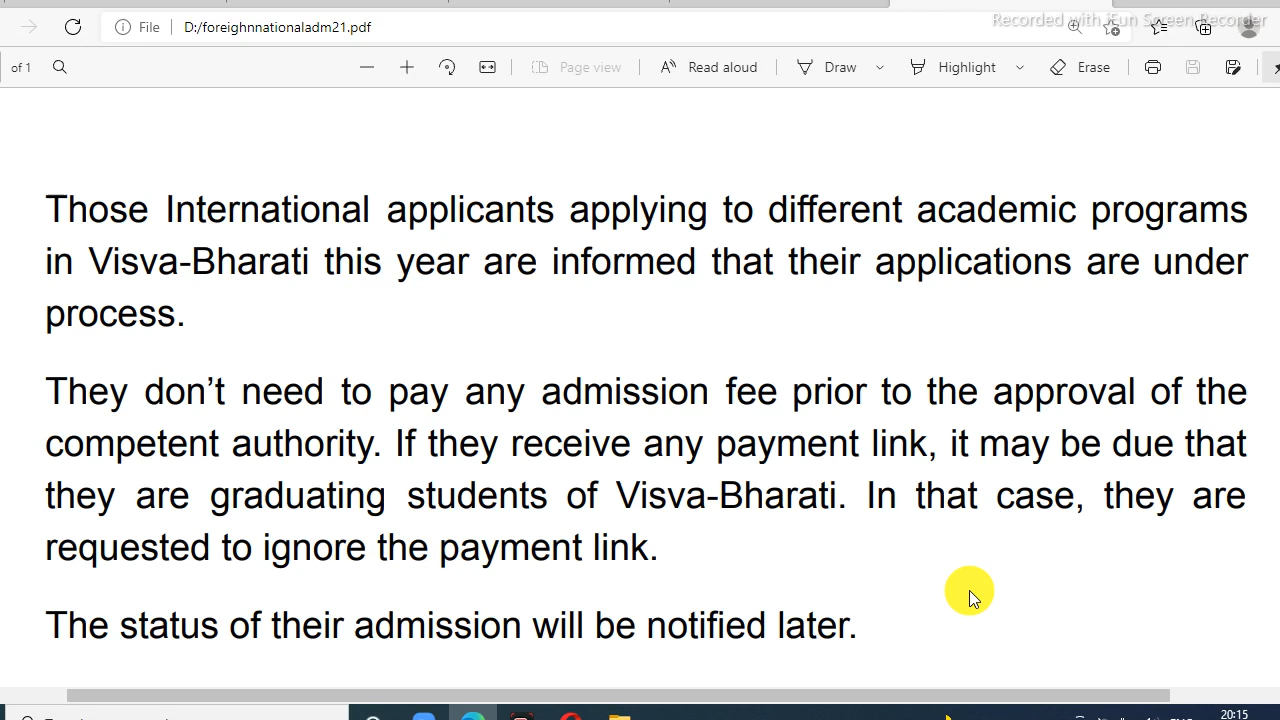 Recorded with iFun Screen Recorder
File D:/foreighnnationaladm21.pdf
of 1 Page view Read aloud Draw Highlight Erase
Those International applicants applying to different academic programs
in Visva-Bharati this year are informed that their applications are under
process.
They don’t need to pay any admission fee prior to the approval of the
competent authority. If they receive any payment link, it may be due that
they are graduating students of Visva-Bharati. In that case, they are
requested to ignore the payment link.
The status of their admission will be notified later.
20:15